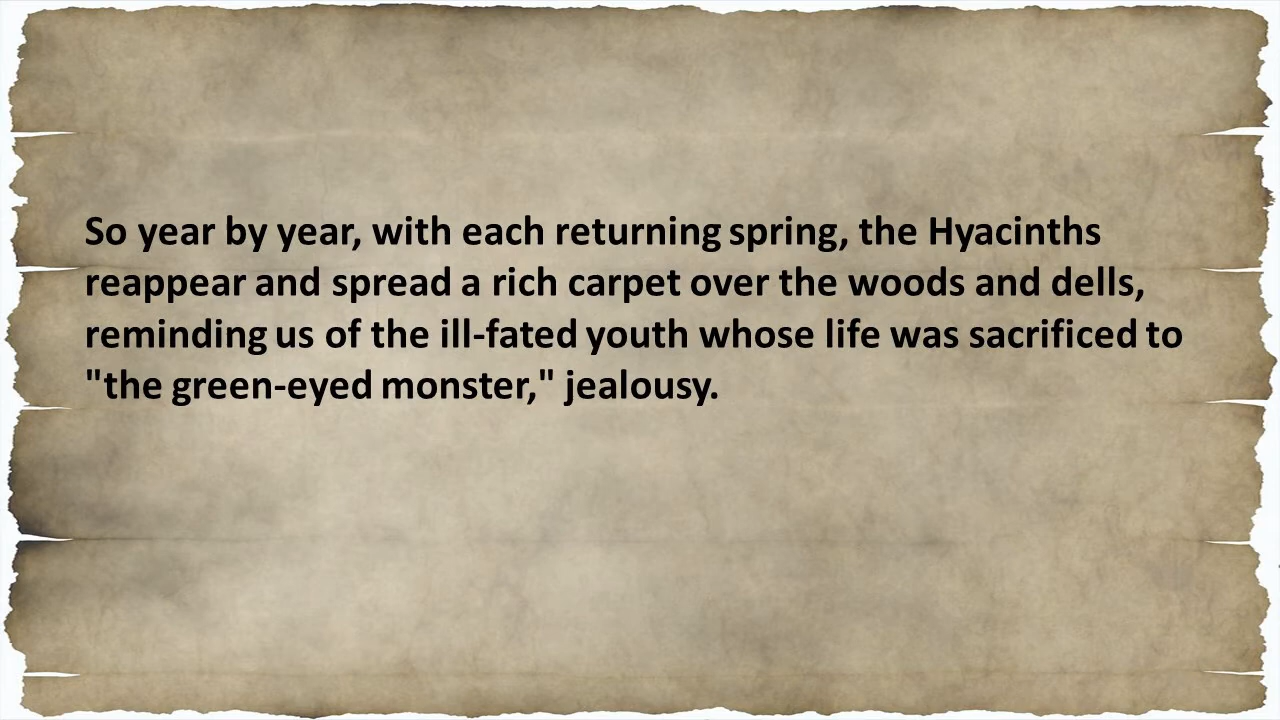 So year by year, with each returning spring, the Hyacinths
reappear and spread a rich carpet over the woods and dells,
reminding us of the ill-fated youth whose life was sacrificed to
"the green-eyed monster," jealousy.